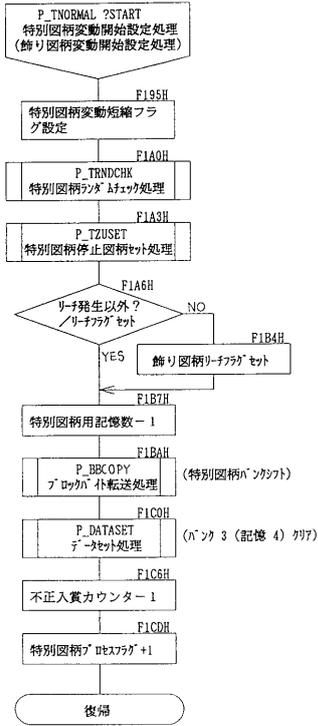 P_TNORMAL ?START
特別図柄変動開始設定処理
(飾り図柄変動開始設定処理)
F195H
特別図柄変動短縮フラ
グ設定
F1A0H
P_TRNDCHK
特別図柄ﾗﾝﾀﾞﾑﾁｪｯｸ処理
F1A3H
P_TZUSET
特別図柄停止図柄ｾｯﾄ処理
F1A6H
ﾘｰﾁ発生以外?
/ﾘｰﾁﾌﾗｸﾞｾｯﾄ
NO
YES
F1B4H
飾り図柄ﾘｰﾁﾌﾗｸﾞｾｯﾄ
F1B7H
特別図柄用記憶数－1
F1BAH
P_BBCOPY
ﾌﾞﾛｯｸﾊﾞｲﾄ転送処理
(特別図柄ﾊﾞﾝｸｼﾌﾄ)
F1C0H
P_DATASET
ﾃﾞｰﾀｾｯﾄ処理
(ﾊﾞﾝｸ 3 (記憶 4) ｸﾘｱ)
F1C6H
不正入賞カウンター1
F1CDH
特別図柄ﾌﾟﾛｾｽﾌﾗｸﾞ+1
復帰